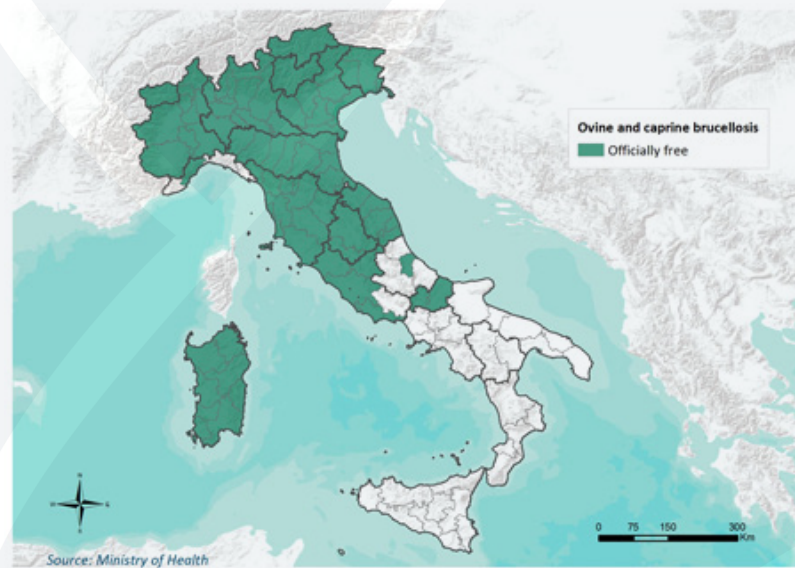 Ovine and caprine brucellosis
Officially free
N
W
E
S
0 75 150 300
Km
Source: Ministry of Health